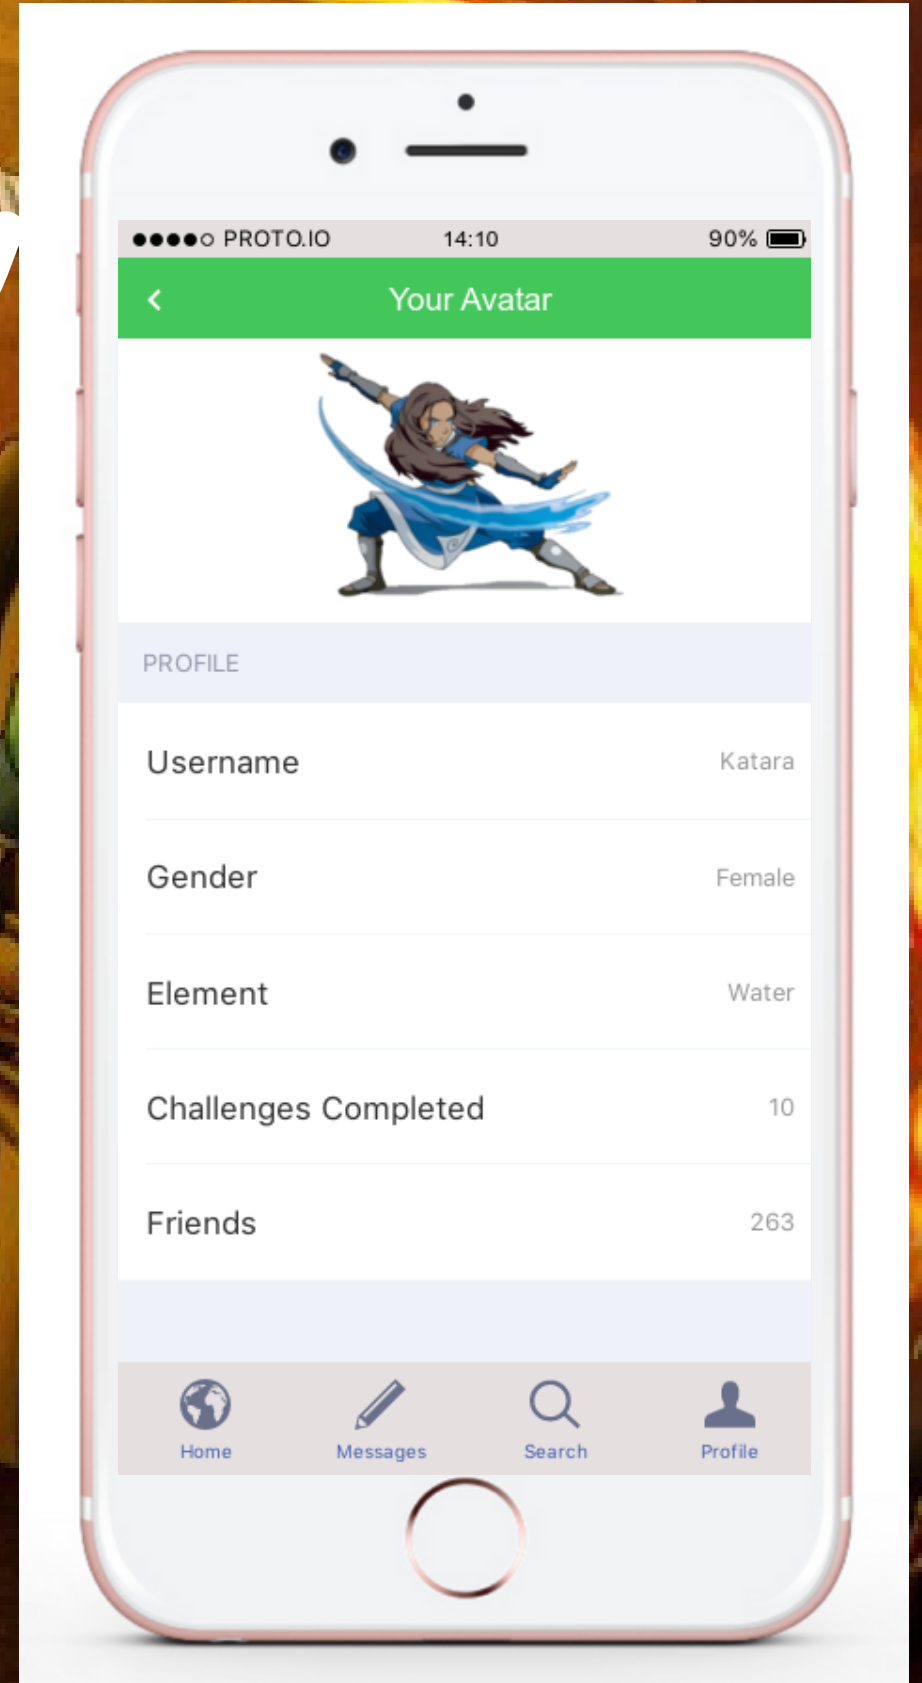 PROTO.IO 14:10 90%
Your Avatar
PROFILE
Username Katara
Gender Female
Element Water
Challenges Completed 10
Friends 263
Home Messages Search Profile